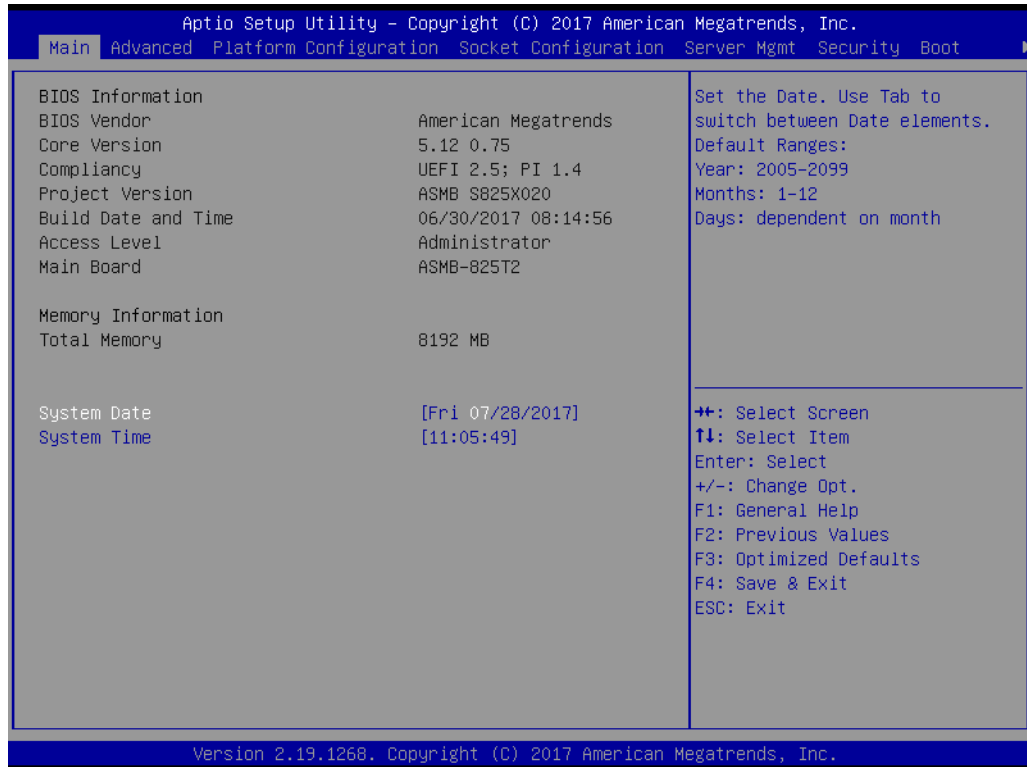 Aptio Setup Utility – Copyright (C) 2017 American Megatrends, Inc.
Main Advanced Platform Configuration Socket Configuration Server Mgmt Security Boot
BIOS Information
BIOS Vendor American Megatrends
Core Version 5.12 0.75
Compliancy UEFI 2.5; PI 1.4
Project Version ASMB S825X020
Build Date and Time 06/30/2017 08:14:56
Access Level Administrator
Main Board ASMB-825T2
Memory Information
Total Memory 8192 MB
System Date [Fri 07/28/2017]
System Time [11:05:49]
Set the Date. Use Tab to
switch between Date elements.
Default Ranges:
Year: 2005-2099
Months: 1-12
Days: dependent on month
→←: Select Screen
↑↓: Select Item
Enter: Select
+/-: Change Opt.
F1: General Help
F2: Previous Values
F3: Optimized Defaults
F4: Save & Exit
ESC: Exit
Version 2.19.1268. Copyright (C) 2017 American Megatrends, Inc.